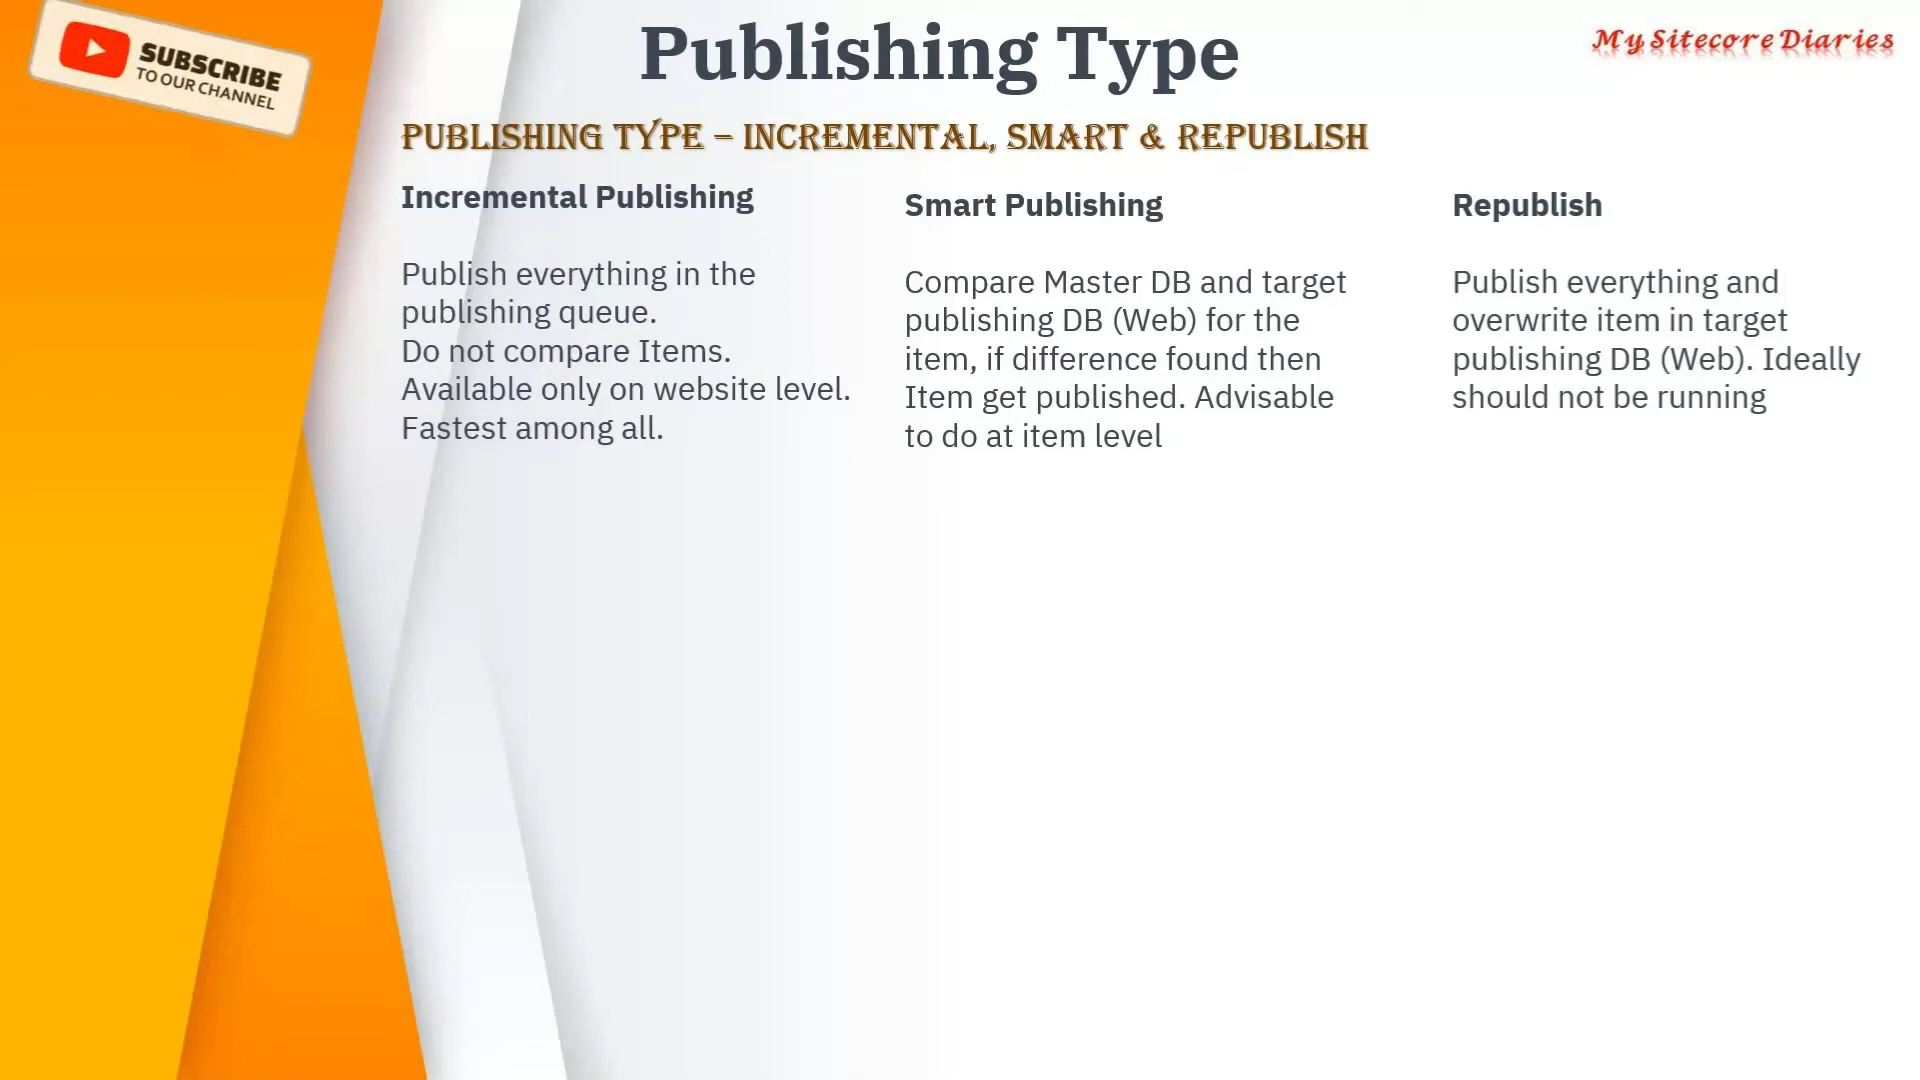 SUBSCRIBE
TO OUR CHANNEL
Publishing Type
My Sitecore Diaries
PUBLISHING TYPE – INCREMENTAL, SMART & REPUBLISH
Incremental Publishing
Publish everything in the
publishing queue.
Do not compare Items.
Available only on website level.
Fastest among all.
Smart Publishing
Compare Master DB and target
publishing DB (Web) for the
item, if difference found then
Item get published. Advisable
to do at item level
Republish
Publish everything and
overwrite item in target
publishing DB (Web). Ideally
should not be running